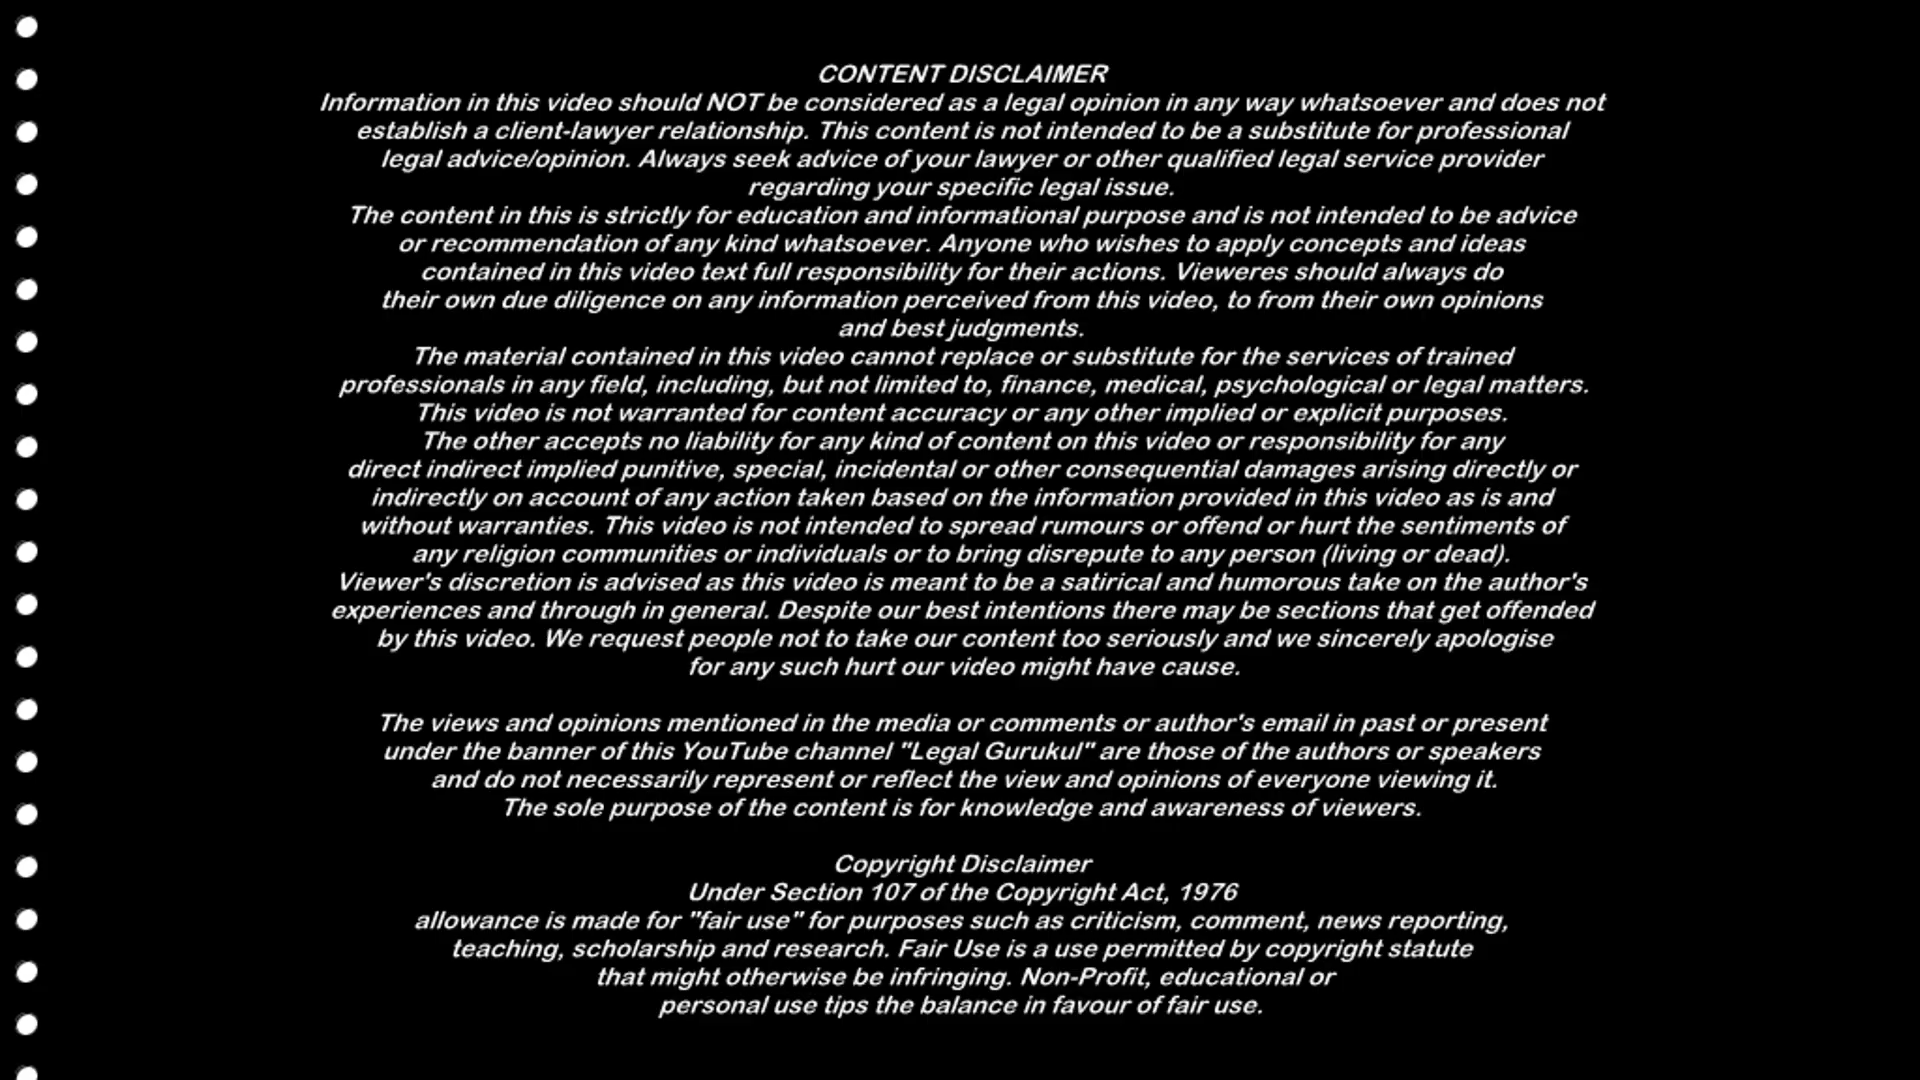 CONTENT DISCLAIMER
Information in this video should NOT be considered as a legal opinion in any way whatsoever and does not
establish a client-lawyer relationship. This content is not intended to be a substitute for professional
legal advice/opinion. Always seek advice of your lawyer or other qualified legal service provider
regarding your specific legal issue.
The content in this is strictly for education and informational purpose and is not intended to be advice
or recommendation of any kind whatsoever. Anyone who wishes to apply concepts and ideas
contained in this video text full responsibility for their actions. Vieweres should always do
their own due diligence on any information perceived from this video, to from their own opinions
and best judgments.
The material contained in this video cannot replace or substitute for the services of trained
professionals in any field, including, but not limited to, finance, medical, psychological or legal matters.
This video is not warranted for content accuracy or any other implied or explicit purposes.
The other accepts no liability for any kind of content on this video or responsibility for any
direct indirect implied punitive, special, incidental or other consequential damages arising directly or
indirectly on account of any action taken based on the information provided in this video as is and
without warranties. This video is not intended to spread rumours or offend or hurt the sentiments of
any religion communities or individuals or to bring disrepute to any person (living or dead).
Viewer's discretion is advised as this video is meant to be a satirical and humorous take on the author's
experiences and through in general. Despite our best intentions there may be sections that get offended
by this video. We request people not to take our content too seriously and we sincerely apologise
for any such hurt our video might have cause.
The views and opinions mentioned in the media or comments or author's email in past or present
under the banner of this YouTube channel "Legal Gurukul" are those of the authors or speakers
and do not necessarily represent or reflect the view and opinions of everyone viewing it.
The sole purpose of the content is for knowledge and awareness of viewers.
Copyright Disclaimer
Under Section 107 of the Copyright Act, 1976
allowance is made for "fair use" for purposes such as criticism, comment, news reporting,
teaching, scholarship and research. Fair Use is a use permitted by copyright statute
that might otherwise be infringing. Non-Profit, educational or
personal use tips the balance in favour of fair use.